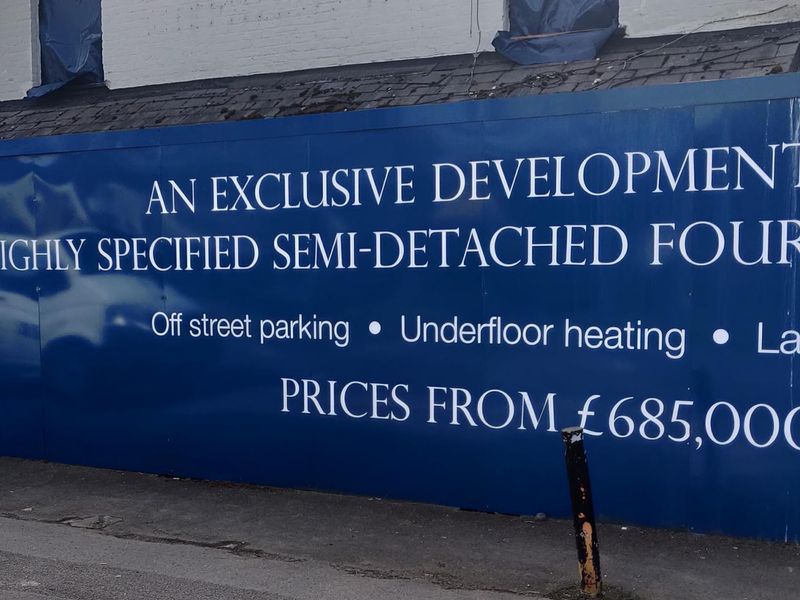 AN EXCLUSIVE DEVELOPMENT
IGHLY SPECIFIED SEMI-DETACHED FOUR
Off street parking • Underfloor heating • La
PRICES FROM £685,000